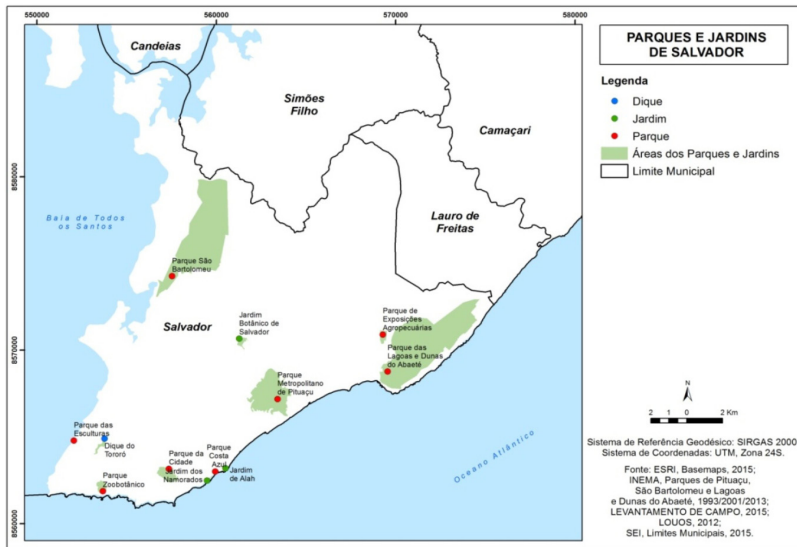 550000
560000
570000
580000
8580000
8570000
8560000
Candeias
Simões
Filho
Camaçari
Lauro de
Freitas
Baia de Todos
os Santos
Parque São
Bartolomeu
Salvador
Jardim
Botânico de
Salvador
Parque de
Exposições
Agropecuárias
Parque das
Lagoas e Dunas
do Abaeté
Parque
Metropolitano
de Pituaçu
Parque das
Esculturas
Dique do
Tororó
Parque
Zoobotânico
Parque da
Cidade
Jardim dos
Namorados
Parque
Costa
Azul
Jardim
de Alah
Oceano Atlântico
PARQUES E JARDINS
DE SALVADOR
Legenda
Dique
Jardim
Parque
Áreas dos Parques e Jardins
Limite Municipal
N
2 1 0 2 Km
Sistema de Referência Geodésico: SIRGAS 2000
Sistema de Coordenadas: UTM, Zona 24S.
Fonte: ESRI, Basemaps, 2015;
INEMA, Parques de Pituaçu,
São Bartolomeu e Lagoas
e Dunas do Abaeté, 1993/2001/2013;
LEVANTAMENTO DE CAMPO, 2015;
LOUOS, 2012;
SEI, Limites Municipais, 2015.